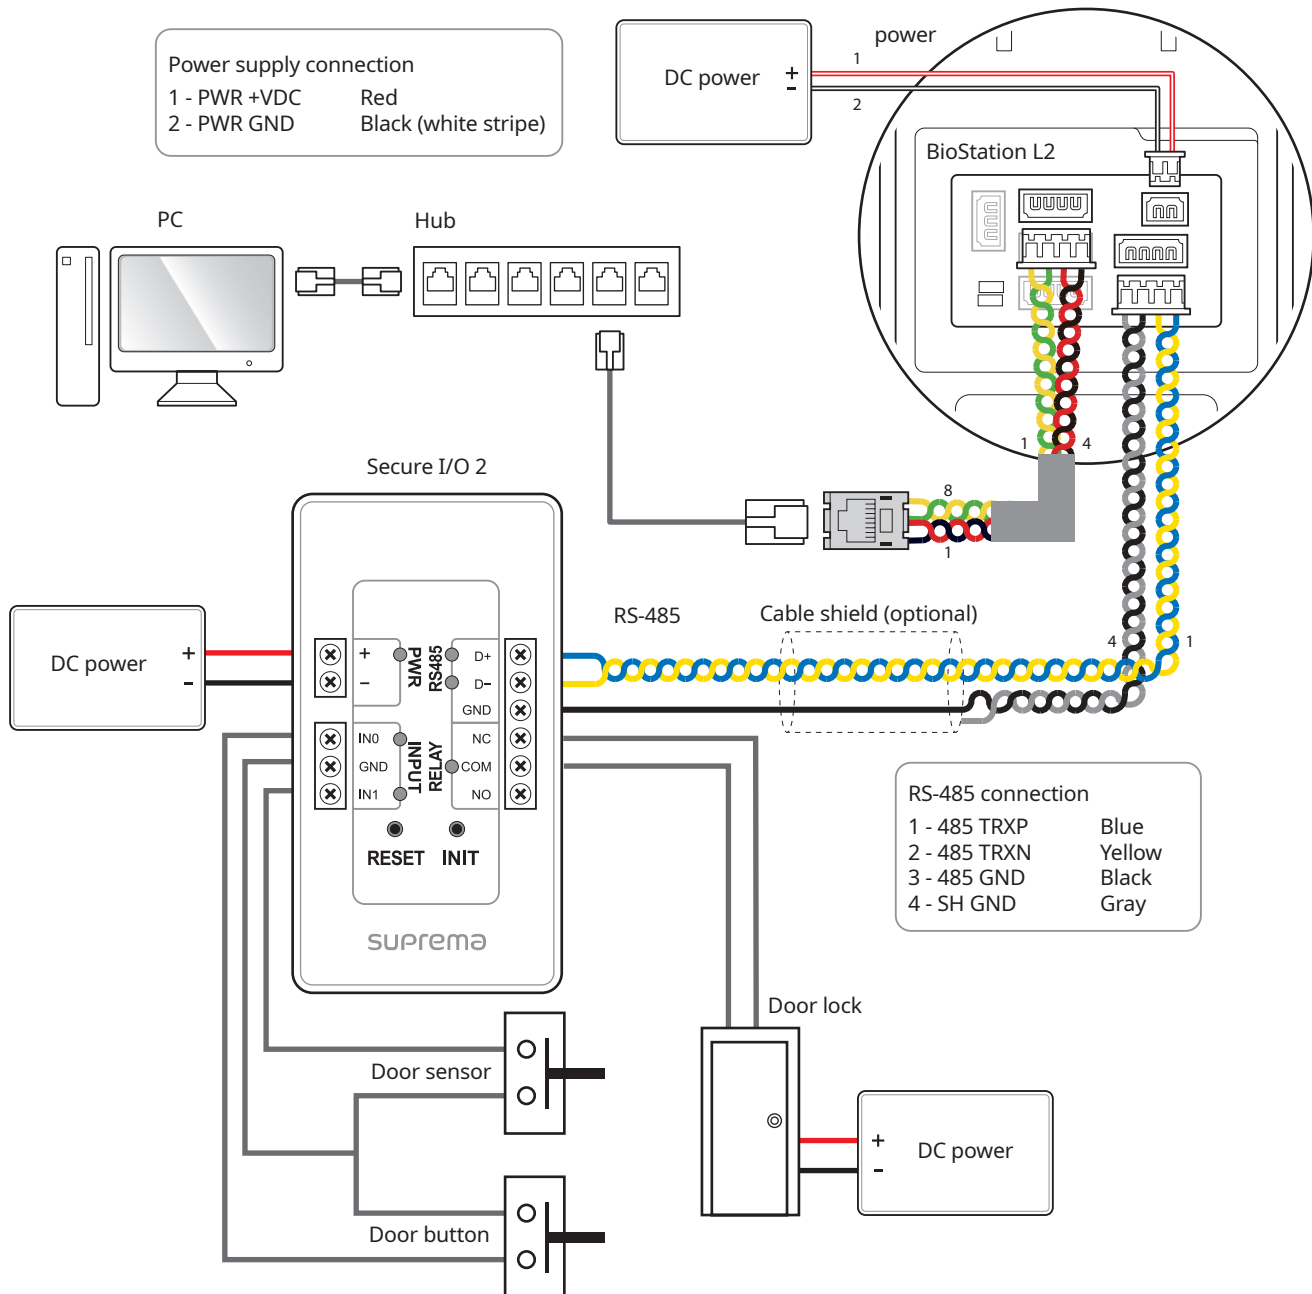 power
DC power
+
-
1
2
Power supply connection
1 - PWR +VDC Red
2 - PWR GND Black (white stripe)
BioStation L2
PC
Hub
1
4
8
1
Secure I/O 2
RS-485
Cable shield (optional)
4
1
DC power
+
-
+
−
PWR
RS485
D+
D−
GND
IN0
GND
IN1
INPUT
RELAY
NC
COM
NO
RESET INIT
suprema
RS-485 connection
1 - 485 TRXP Blue
2 - 485 TRXN Yellow
3 - 485 GND Black
4 - SH GND Gray
Door lock
Door sensor
+
-
DC power
Door button